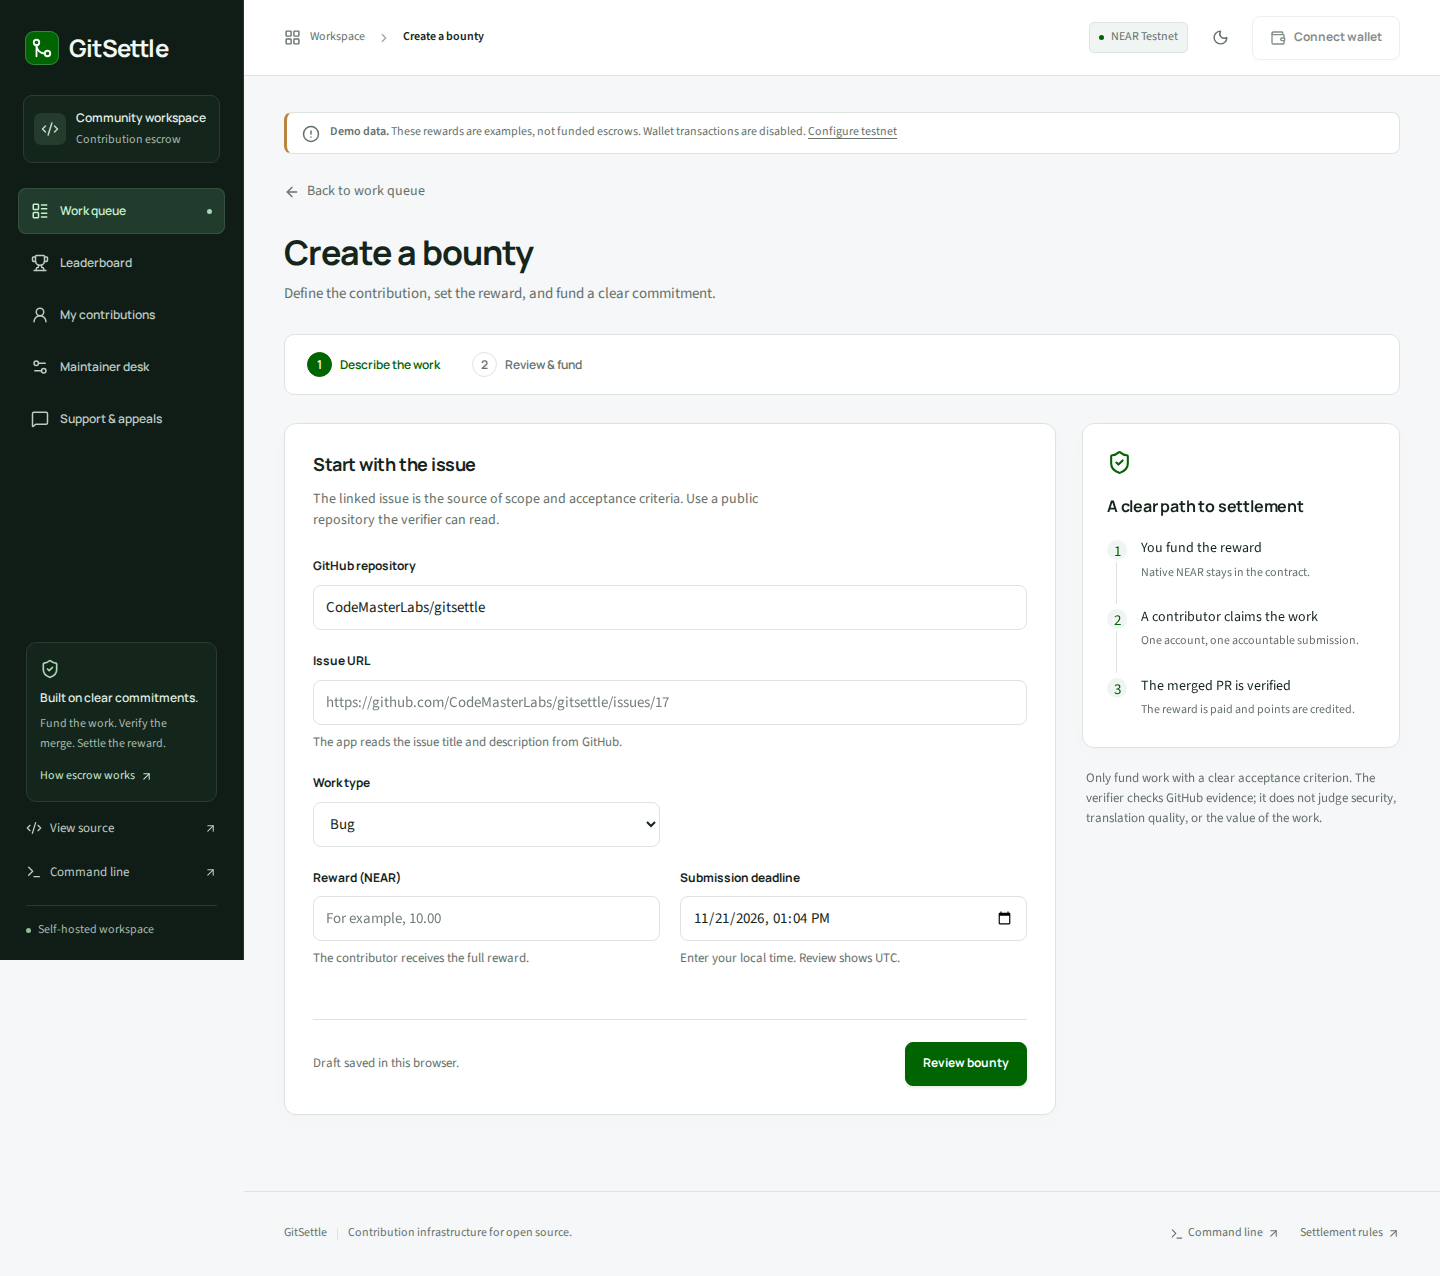 GitSettle
Community workspace
Contribution escrow
Work queue
Leaderboard
My contributions
Maintainer desk
Support & appeals
Built on clear commitments.
Fund the work. Verify the
merge. Settle the reward.
How escrow works
View source
Command line
Self-hosted workspace
Workspace
Create a bounty
NEAR Testnet
Connect wallet
Demo data. These rewards are examples, not funded escrows. Wallet transactions are disabled. Configure testnet
Back to work queue
Create a bounty
Define the contribution, set the reward, and fund a clear commitment.
1 Describe the work
2 Review & fund
Start with the issue
The linked issue is the source of scope and acceptance criteria. Use a public
repository the verifier can read.
GitHub repository
CodeMasterLabs/gitsettle
Issue URL
https://github.com/CodeMasterLabs/gitsettle/issues/17
The app reads the issue title and description from GitHub.
Work type
Bug
Reward (NEAR)
For example, 10.00
The contributor receives the full reward.
Submission deadline
11/21/2026, 01:04 PM
Enter your local time. Review shows UTC.
Draft saved in this browser.
Review bounty
A clear path to settlement
1 You fund the reward
Native NEAR stays in the contract.
2 A contributor claims the work
One account, one accountable submission.
3 The merged PR is verified
The reward is paid and points are credited.
Only fund work with a clear acceptance criterion. The
verifier checks GitHub evidence; it does not judge security,
translation quality, or the value of the work.
GitSettle
Contribution infrastructure for open source.
Command line
Settlement rules